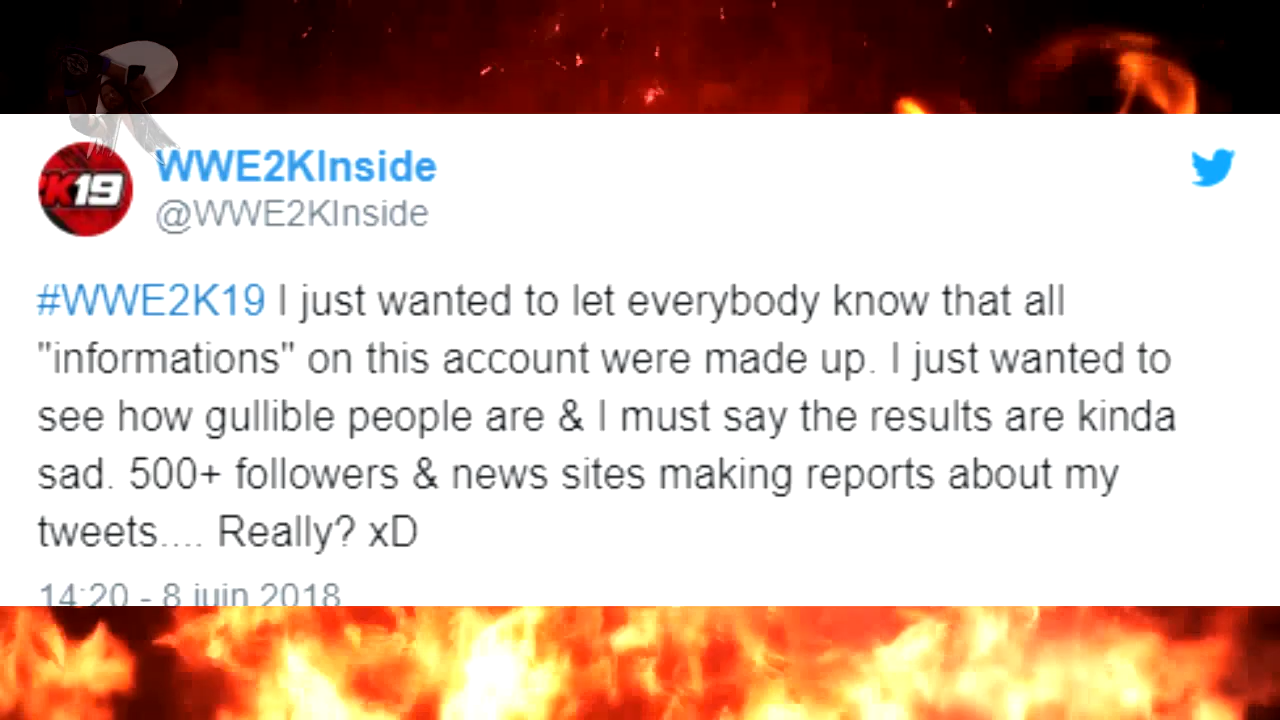 K19
WWE2KInside
@WWE2KInside
#WWE2K19 I just wanted to let everybody know that all
"informations" on this account were made up. I just wanted to
see how gullible people are & I must say the results are kinda
sad. 500+ followers & news sites making reports about my
tweets.... Really? xD
14:20 - 8 juin 2018